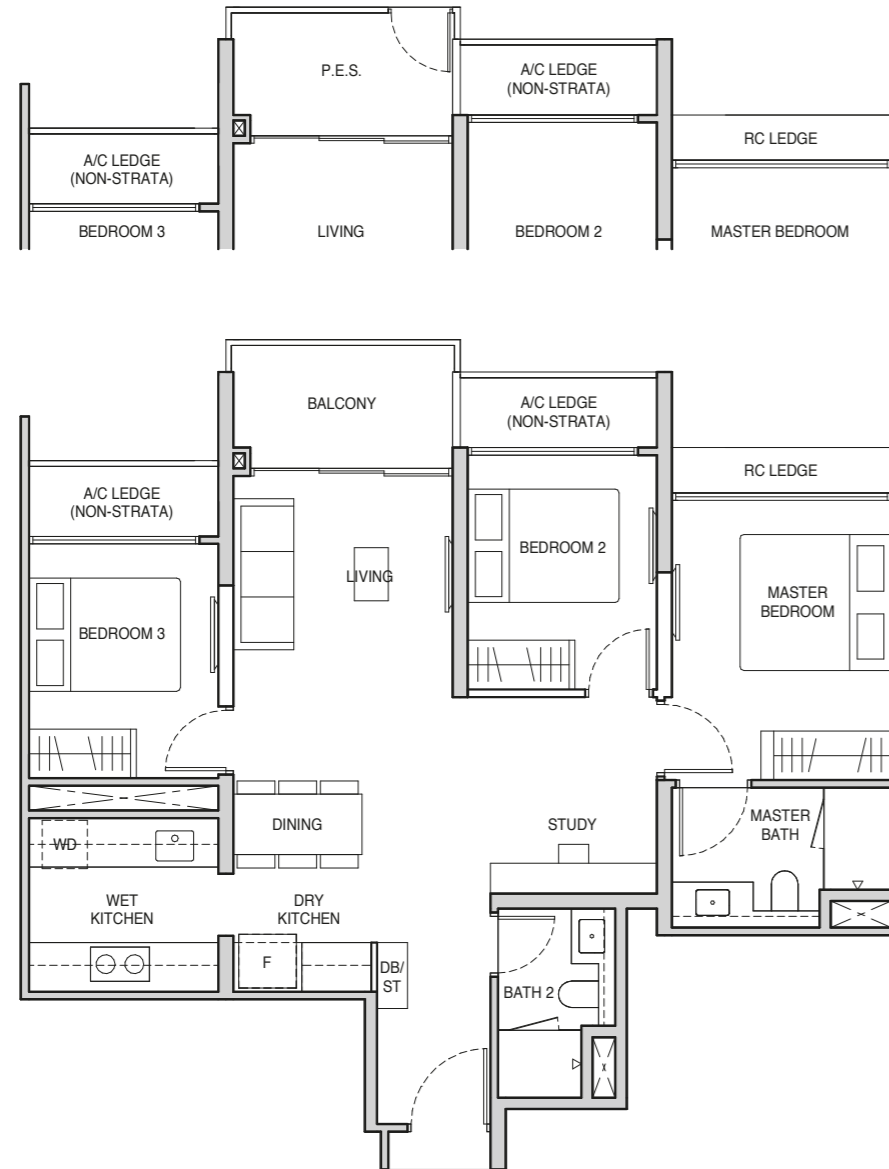 P.E.S.
A/C LEDGE
(NON-STRATA)
RC LEDGE
A/C LEDGE
(NON-STRATA)
BEDROOM 3
LIVING
BEDROOM 2
MASTER BEDROOM
BALCONY
A/C LEDGE
(NON-STRATA)
RC LEDGE
A/C LEDGE
(NON-STRATA)
BEDROOM 2
LIVING
MASTER
BEDROOM
BEDROOM 3
DINING
STUDY
MASTER
BATH
WD
WET
KITCHEN
DRY
KITCHEN
F
DB/
ST
BATH 2